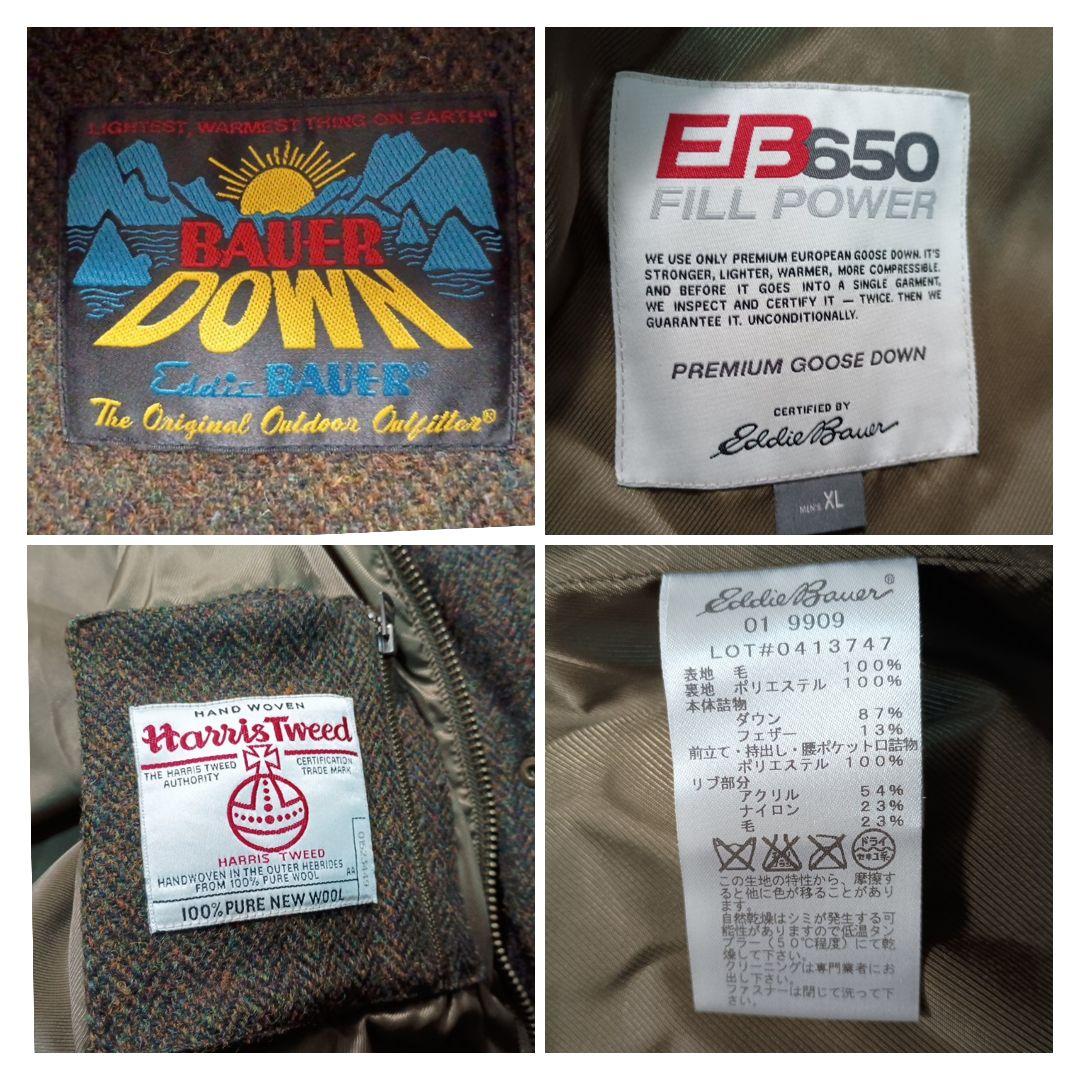 LIGHTEST, WARMEST THING ON EARTH™
BAUER
DOWN
Eddie BAUER®
The Original Outdoor Outfitter®
EB650
FILL POWER
WE USE ONLY PREMIUM EUROPEAN GOOSE DOWN. IT'S
STRONGER, LIGHTER, WARMER, MORE COMPRESSIBLE.
AND BEFORE IT GOES INTO A SINGLE GARMENT,
WE INSPECT AND CERTIFY IT — TWICE. THEN WE
GUARANTEE IT. UNCONDITIONALLY.
PREMIUM GOOSE DOWN
CERTIFIED BY
Eddie Bauer
MEN'S XL
HAND WOVEN
Harris Tweed
THE HARRIS TWEED
AUTHORITY
CERTIFICATION
TRADE MARK
HARRIS TWEED
HANDWOVEN IN THE OUTER HEBRIDES
FROM 100% PURE WOOL
AA
100% PURE NEW WOOL
Eddie Bauer®
01 9909
LOT#0413747
表地 毛 100%
裏地 ポリエステル 100%
本体詰物
ダウン 87%
フェザー 13%
前立て・持出し・腰ポケット口詰物
ポリエステル 100%
リブ部分
アクリル 54%
ナイロン 23%
毛 23%
ドライ
セキユ系
この生地の特性から、摩擦す
ると他に色が移ることがあり
ます。
自然乾燥はシミが発生する可
能性がありますので低温タン
ブラー(50℃程度)にて乾
燥して下さい。
クリーニングは専門業者にお
出し下さい。
ファスナーは閉じて洗って下
さい。